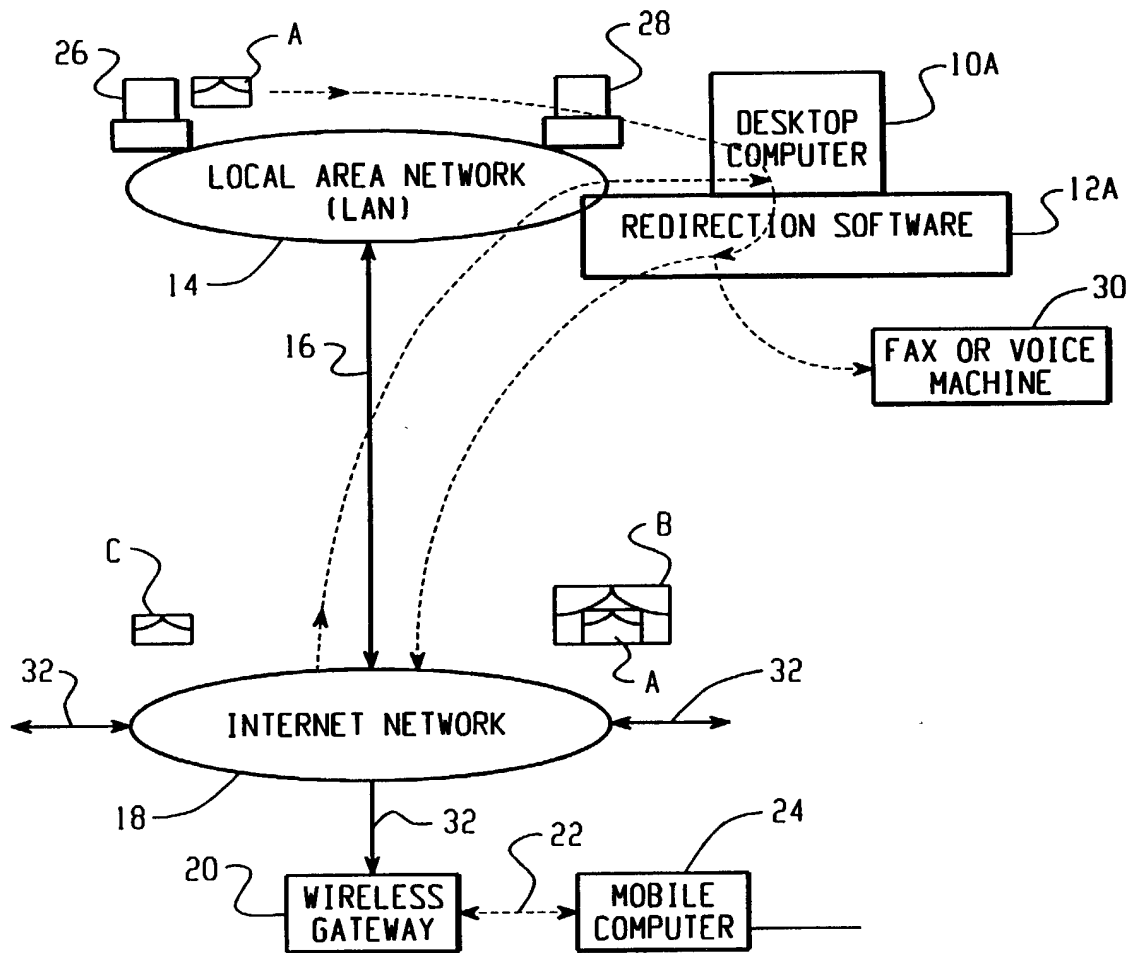 26
A
28
10A
DESKTOP
COMPUTER
LOCAL AREA NETWORK
(LAN)
12A
REDIRECTION SOFTWARE
14
30
16
FAX OR VOICE
MACHINE
C
B
A
32
32
INTERNET NETWORK
18
32
20
22
24
WIRELESS
GATEWAY
MOBILE
COMPUTER